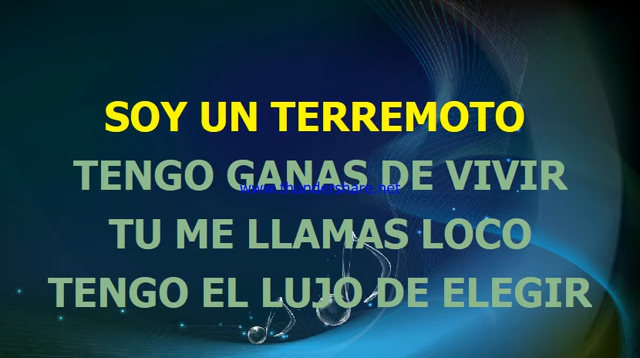 SOY UN TERREMOTO
TENGO GANAS DE VIVIR
www.thundershare.net
TU ME LLAMAS LOCO
TENGO EL LUJO DE ELEGIR